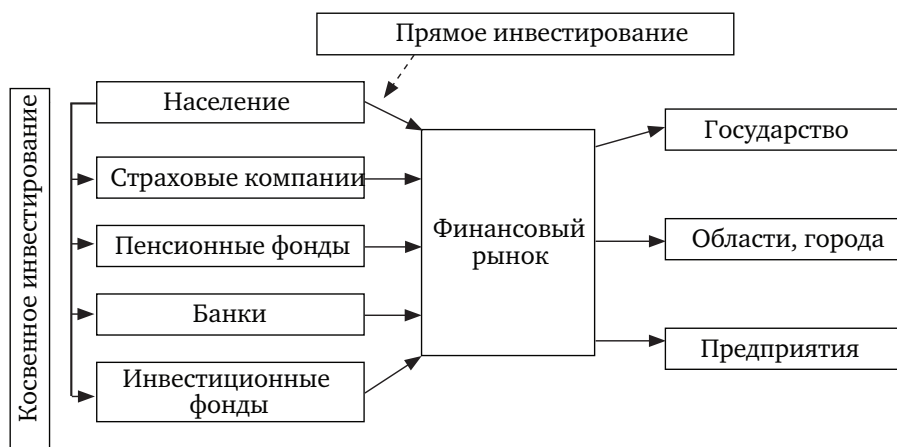 Прямое инвестирование
Косвенное инвестирование
Население
Страховые компании
Пенсионные фонды
Банки
Инвестиционные
фонды
Финансовый
рынок
Государство
Области, города
Предприятия